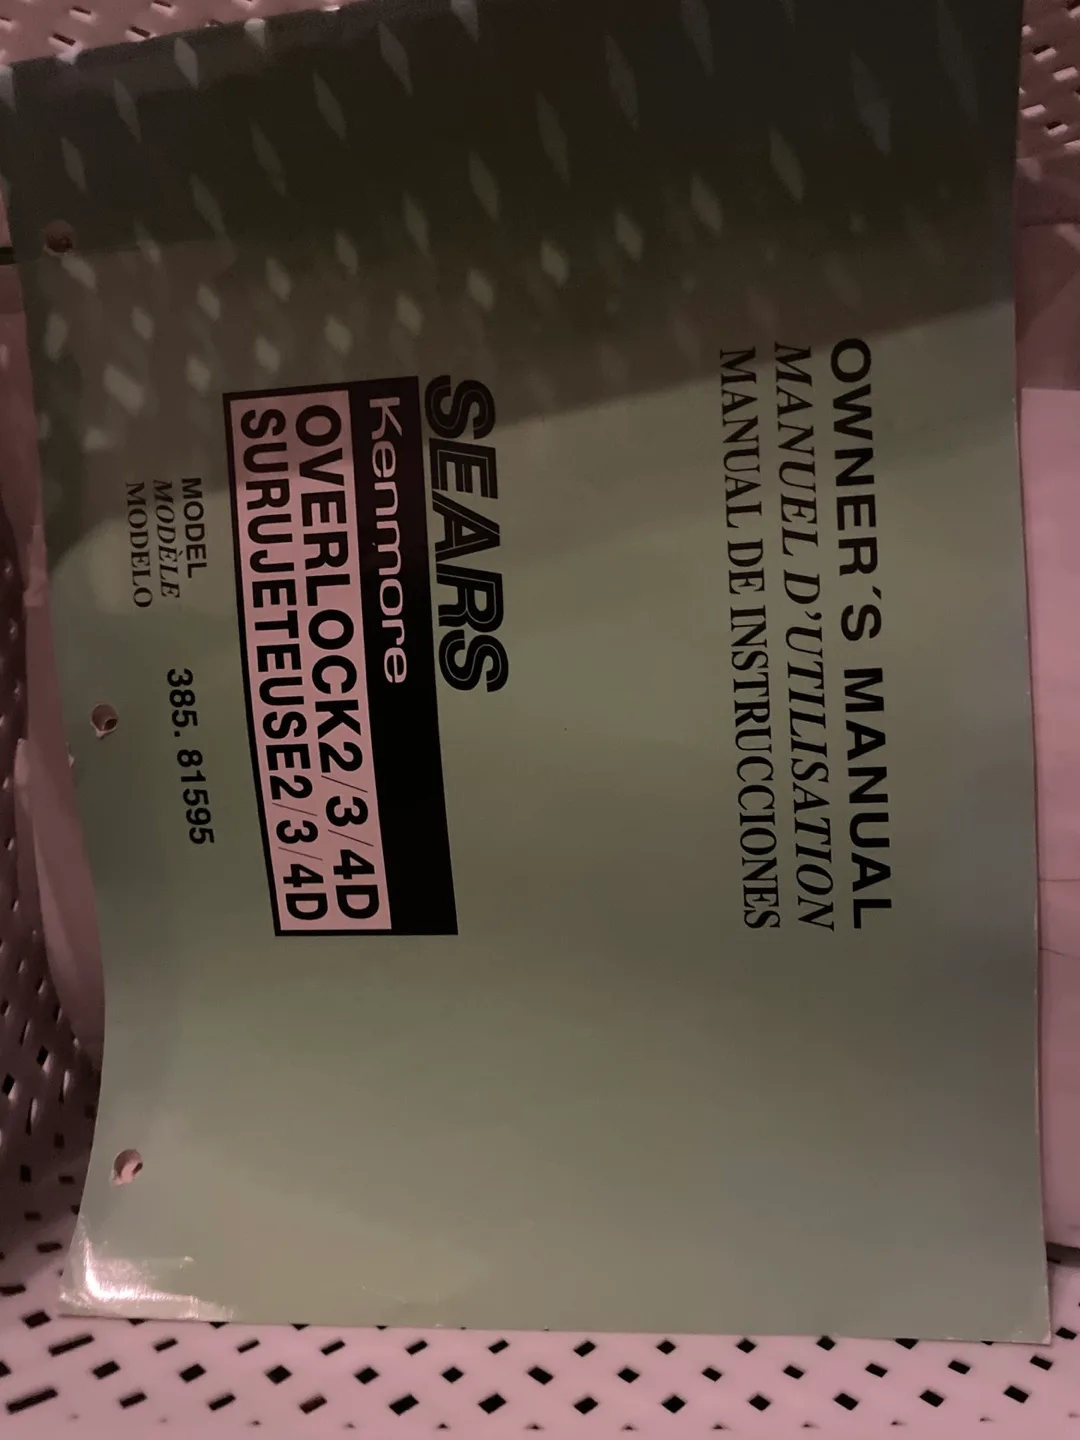 OWNER´S MANUAL
MANUEL D'UTILISATION
MANUAL DE INSTRUCCIONES
SEARS
Kenmore
OVERLOCK2/3/4D
SURUJETEUSE2/3/4D
MODEL
MODÈLE 385. 81595
MODELO